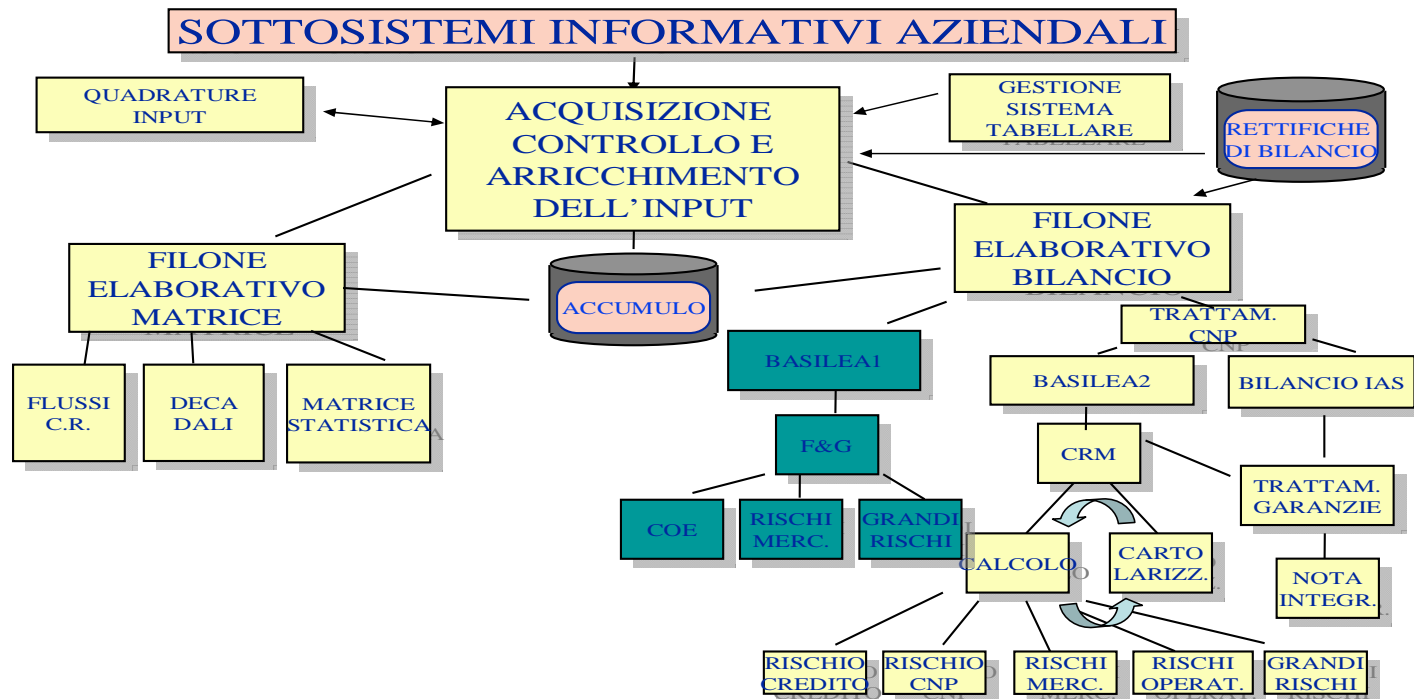 SOTTOSISTEMI INFORMATIVI AZIENDALI
QUADRATURE
INPUT
ACQUISIZIONE
CONTROLLO E
ARRICCHIMENTO
DELL'INPUT
GESTIONE
SISTEMA
TABELLARE
RETTIFICHE
DI BILANCIO
FILONE
ELABORATIVO
MATRICE
ACCUMULO
FILONE
ELABORATIVO
BILANCIO
TRATTAM.
CNP
FLUSSI
C.R.
DECA
DALI
MATRICE
STATISTICA
BASILEA1
BASILEA2
BILANCIO IAS
F&G
CRM
TRATTAM.
GARANZIE
COE
RISCHI
MERC.
GRANDI
RISCHI
CALCOLO
CARTO
LARIZZ.
NOTA
INTEGR.
RISCHIO
CREDITO
RISCHIO
CNP
RISCHI
MERC.
RISCHI
OPERAT.
GRANDI
RISCHI